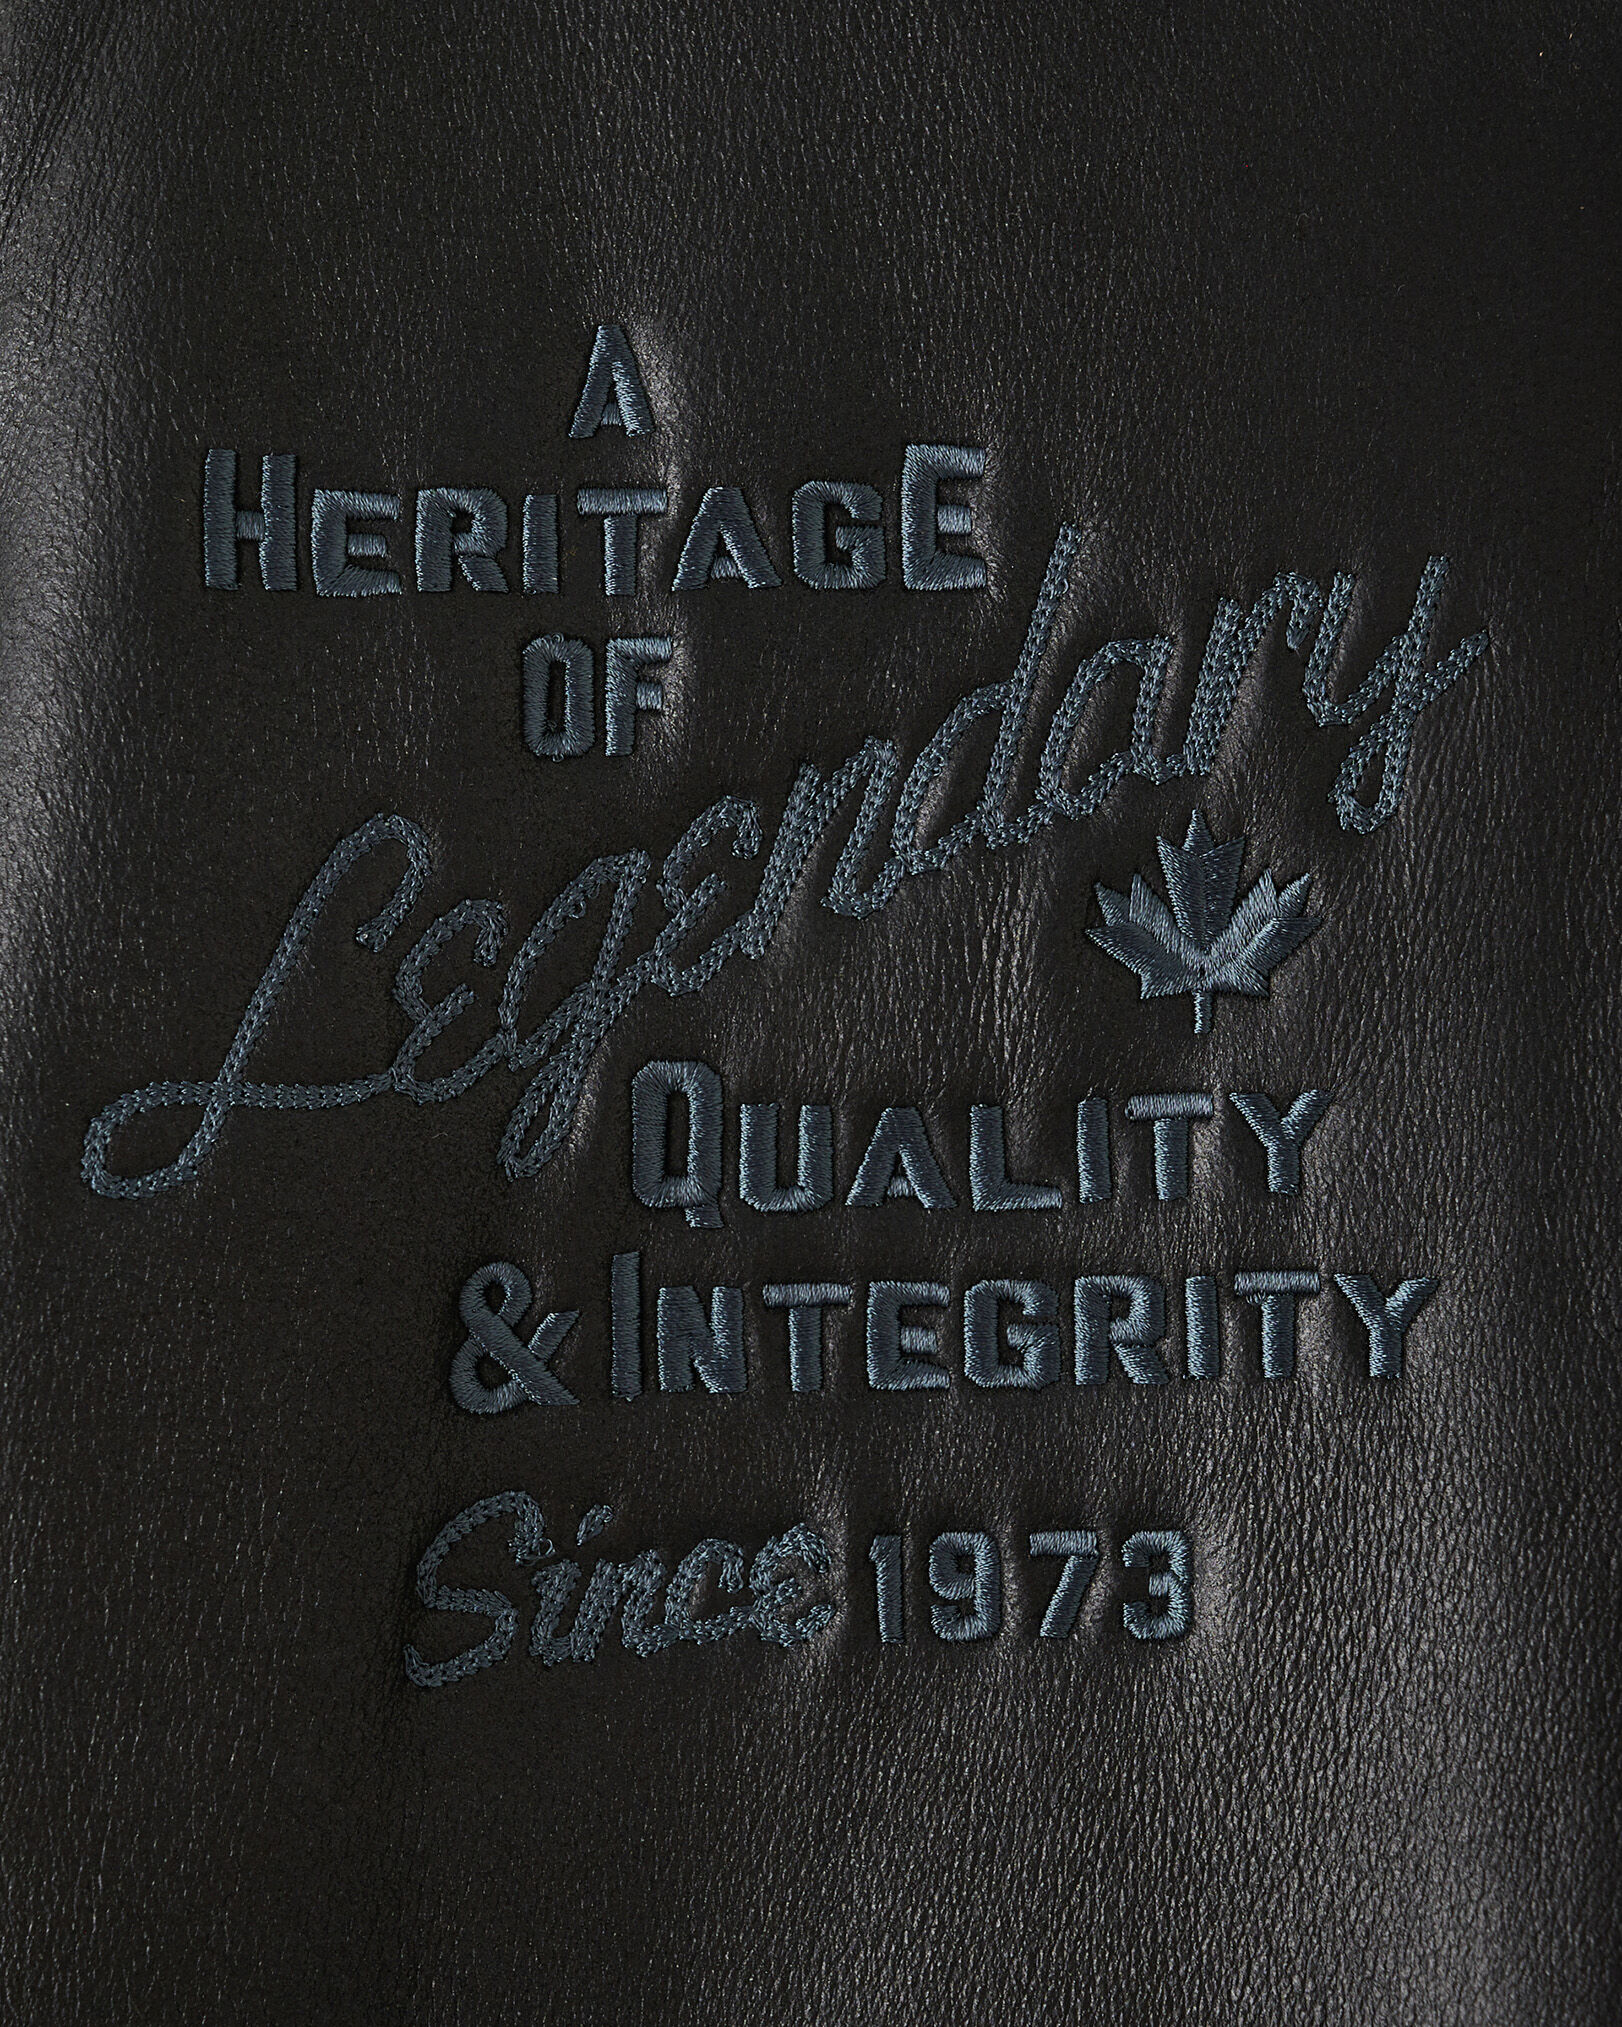 A
HERITAGE
OF
Legendary
QUALITY
& INTEGRITY
Since 1973